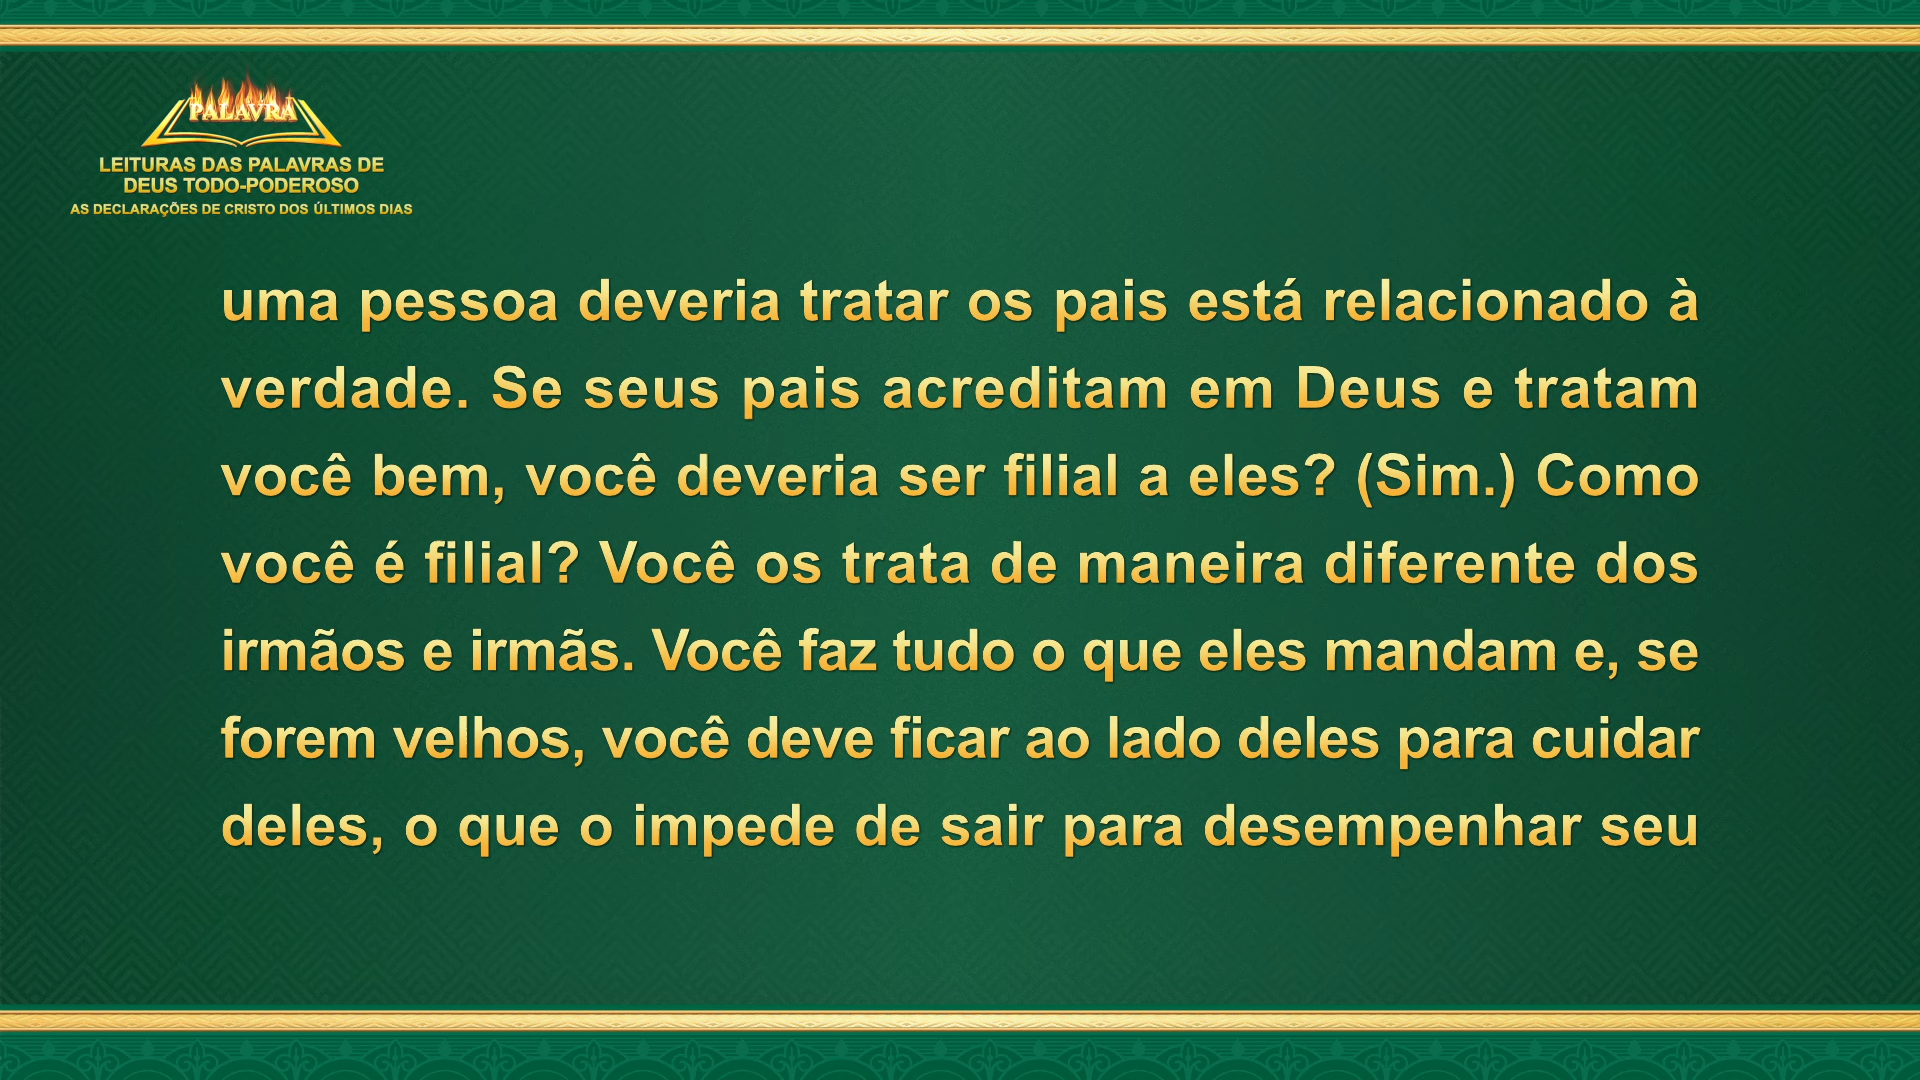 PALAVRA
LEITURAS DAS PALAVRAS DE
DEUS TODO-PODEROSO
AS DECLARAÇÕES DE CRISTO DOS ÚLTIMOS DIAS
uma pessoa deveria tratar os pais está relacionado à
verdade. Se seus pais acreditam em Deus e tratam
você bem, você deveria ser filial a eles? (Sim.) Como
você é filial? Você os trata de maneira diferente dos
irmãos e irmãs. Você faz tudo o que eles mandam e, se
forem velhos, você deve ficar ao lado deles para cuidar
deles, o que o impede de sair para desempenhar seu